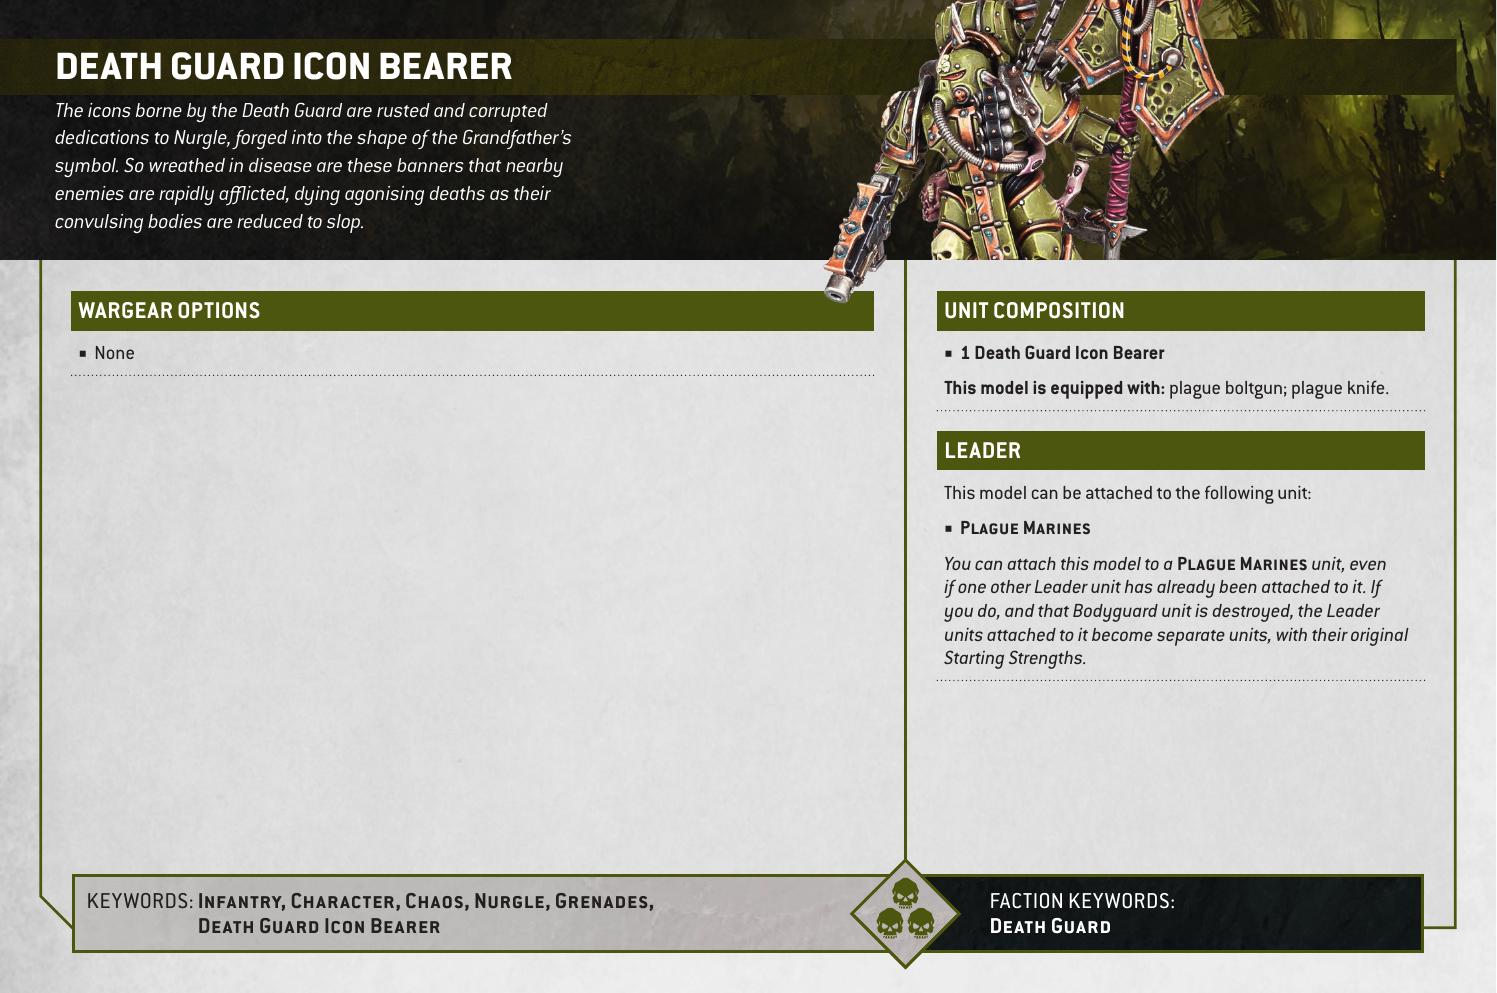 DEATH GUARD ICON BEARER
The icons borne by the Death Guard are rusted and corrupted
dedications to Nurgle, forged into the shape of the Grandfather’s
symbol. So wreathed in disease are these banners that nearby
enemies are rapidly afflicted, dying agonising deaths as their
convulsing bodies are reduced to slop.
WARGEAR OPTIONS
■ None
UNIT COMPOSITION
■ 1 Death Guard Icon Bearer
This model is equipped with: plague boltgun; plague knife.
LEADER
This model can be attached to the following unit:
■ Plague Marines
You can attach this model to a Plague Marines unit, even
if one other Leader unit has already been attached to it. If
you do, and that Bodyguard unit is destroyed, the Leader
units attached to it become separate units, with their original
Starting Strengths.
KEYWORDS: Infantry, Character, Chaos, Nurgle, Grenades,
Death Guard Icon Bearer
FACTION KEYWORDS:
Death Guard